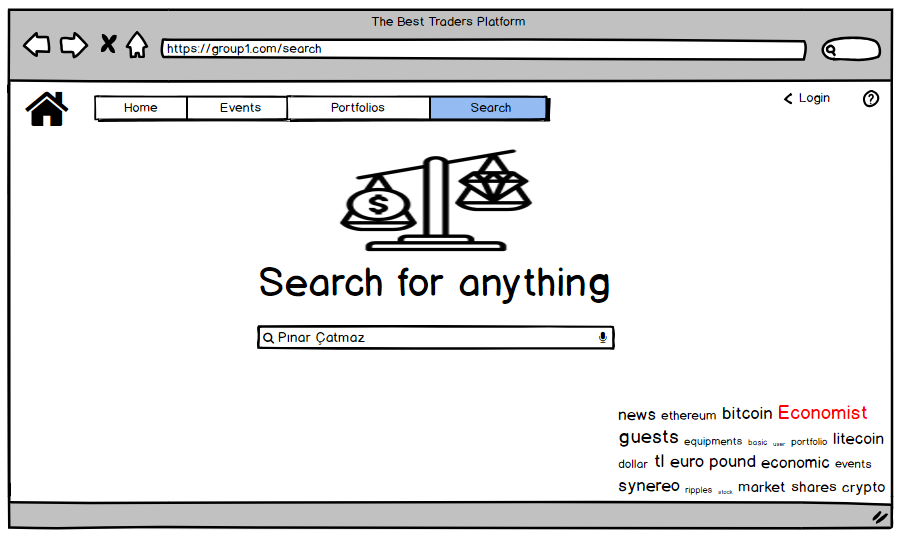 The Best Traders Platform
https://group1.com/search
Home Events Portfolios Search
Login ?
$
Search for anything
Pınar Çatmaz
news ethereum bitcoin Economist
guests equipments basic user portfolio litecoin
dollar tl euro pound economic events
synereo ripples stock market shares crypto